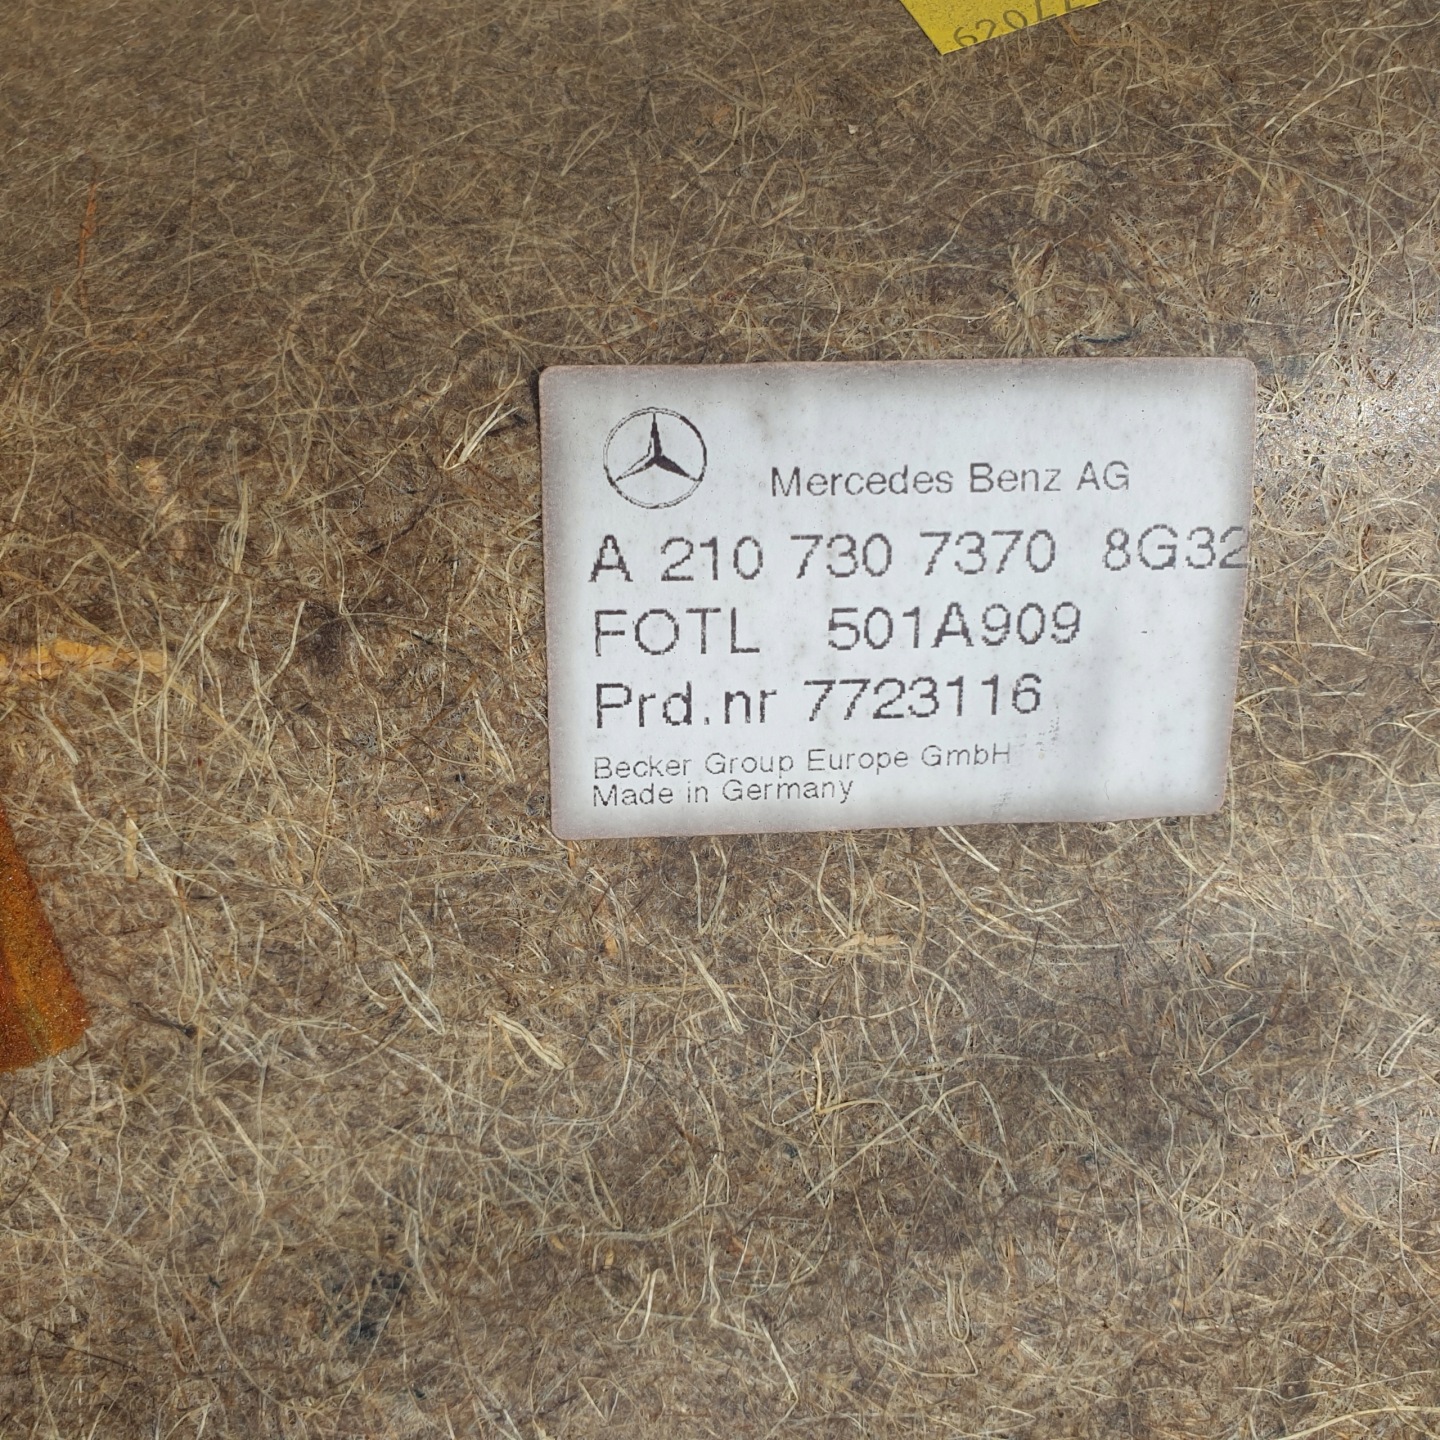 Mercedes Benz AG
A 210 730 7370 8G32
FOTL 501A909
Prd.nr 7723116
Becker Group Europe GmbH
Made in Germany